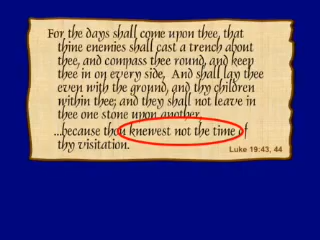 For the days shall come upon thee, that
thine enemies shall cast a trench about
thee, and compass thee round, and keep
thee in on every side, And shall lay thee
even with the ground, and thy children
within thee; and they shall not leave in
thee one stone upon another
...because thou knewest not the time of
thy visitation.
Luke 19:43, 44